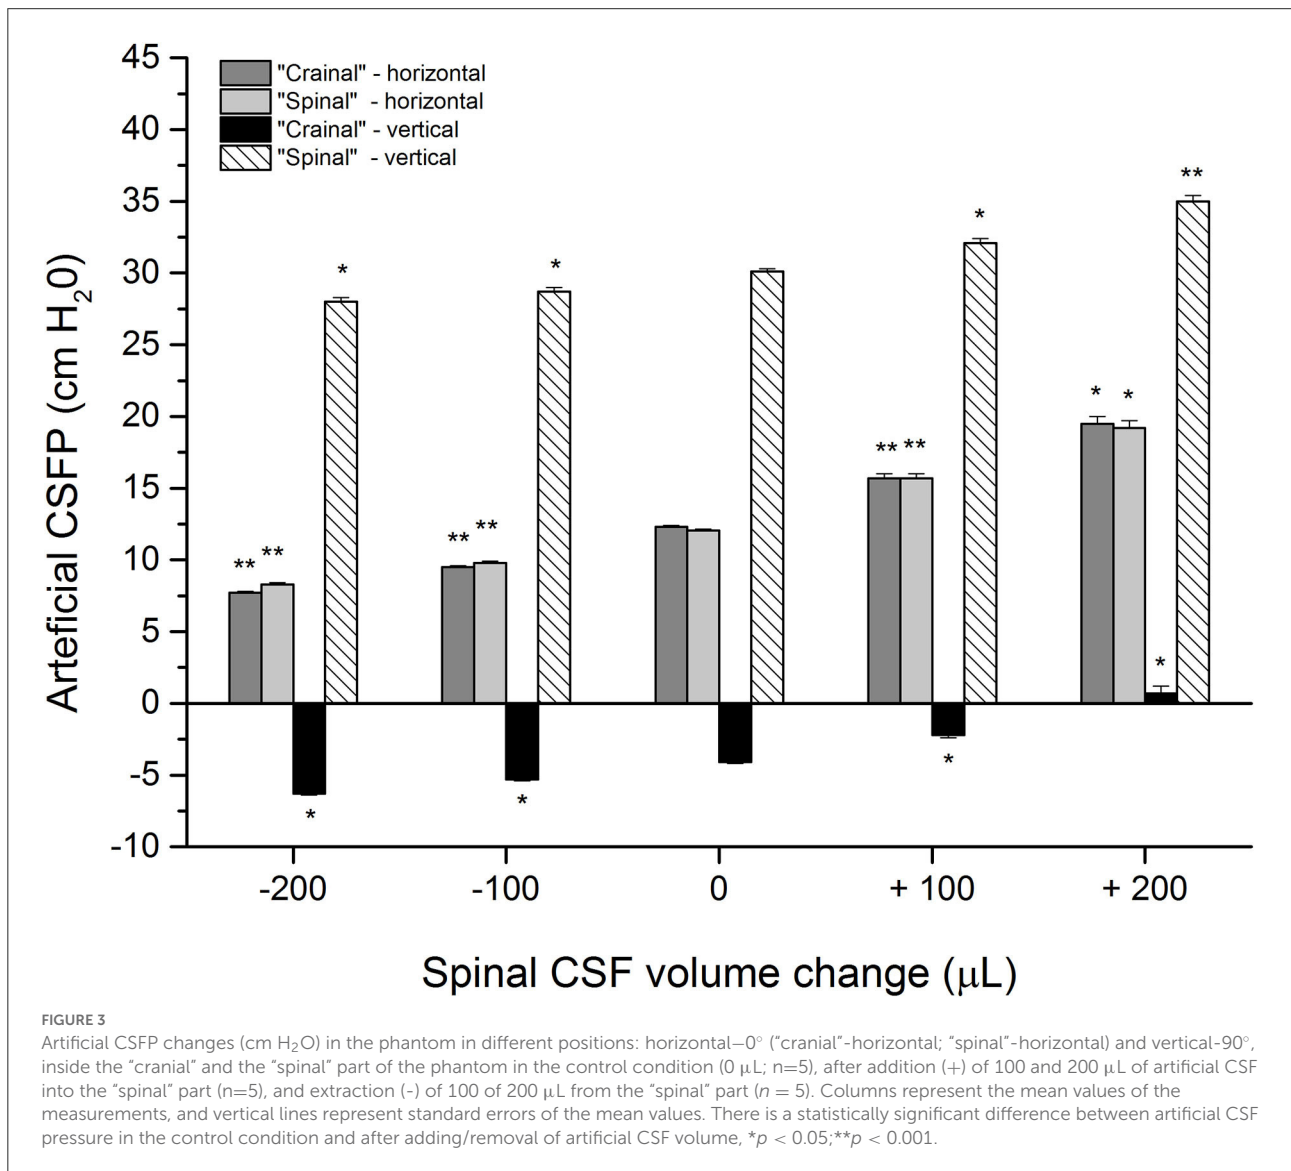 45
40
35
30
25
20
15
10
5
0
-5
-10
Arteficial CSFP (cm H₂0)
"Crainal" - horizontal
"Spinal" - horizontal
"Crainal" - vertical
"Spinal" - vertical
* * * **
** ** ** ** ** ** * *
* * * *
-200 -100 0 + 100 + 200
Spinal CSF volume change (μL)
FIGURE 3
Artificial CSFP changes (cm H₂O) in the phantom in different positions: horizontal–0° (“cranial”-horizontal; “spinal”-horizontal) and vertical-90°,
inside the “cranial” and the “spinal” part of the phantom in the control condition (0 μL; n=5), after addition (+) of 100 and 200 μL of artificial CSF
into the “spinal” part (n=5), and extraction (-) of 100 of 200 μL from the “spinal” part (n = 5). Columns represent the mean values of the
measurements, and vertical lines represent standard errors of the mean values. There is a statistically significant difference between artificial CSF
pressure in the control condition and after adding/removal of artificial CSF volume, *p < 0.05;**p < 0.001.